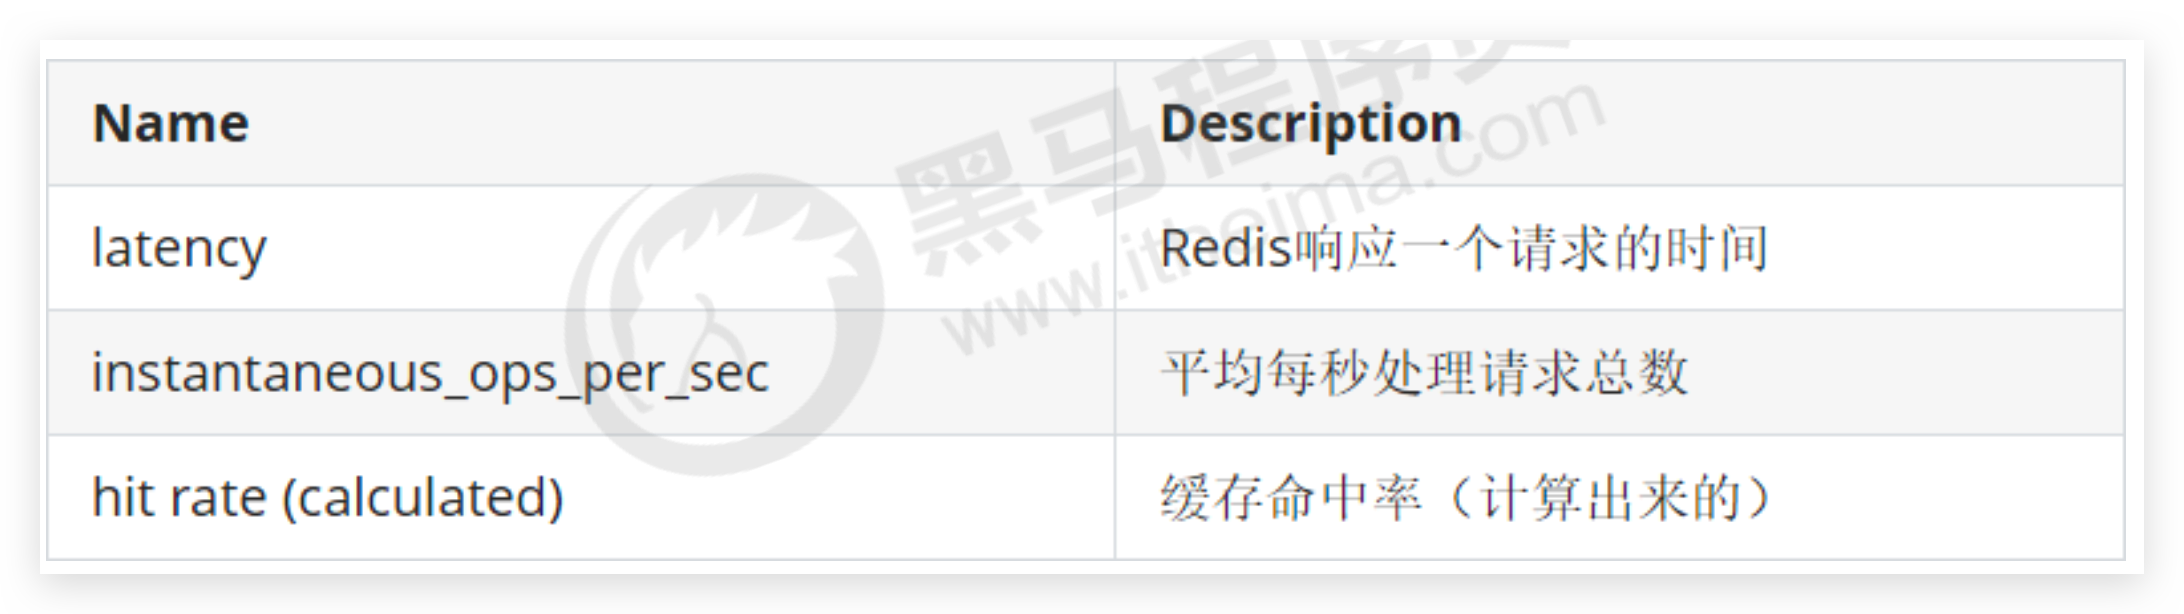 Name Description
latency Redis响应一个请求的时间
instantaneous_ops_per_sec 平均每秒处理请求总数
hit rate (calculated) 缓存命中率（计算出来的）
黑马程序员
www.itheima.com